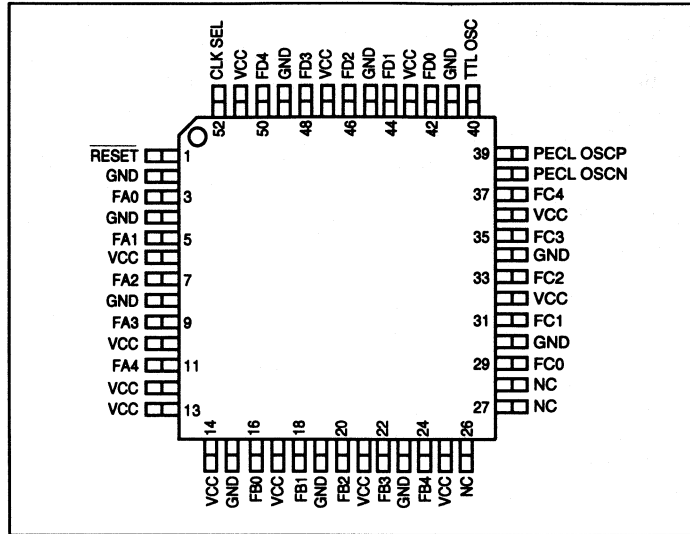 CLK SEL
VCC
FD4
GND
FD3
VCC
FD2
GND
FD1
VCC
FD0
GND
TTL OSC
52
50
48
46
44
42
40
RESET
GND
FA0
GND
FA1
VCC
FA2
GND
FA3
VCC
FA4
VCC
VCC
1
3
5
7
9
11
13
39
37
35
33
31
29
27
PECL OSCP
PECL OSCN
FC4
VCC
FC3
GND
FC2
VCC
FC1
GND
FC0
NC
NC
14
16
18
20
22
24
26
VCC
GND
FB0
VCC
FB1
GND
FB2
VCC
FB3
GND
FB4
VCC
NC